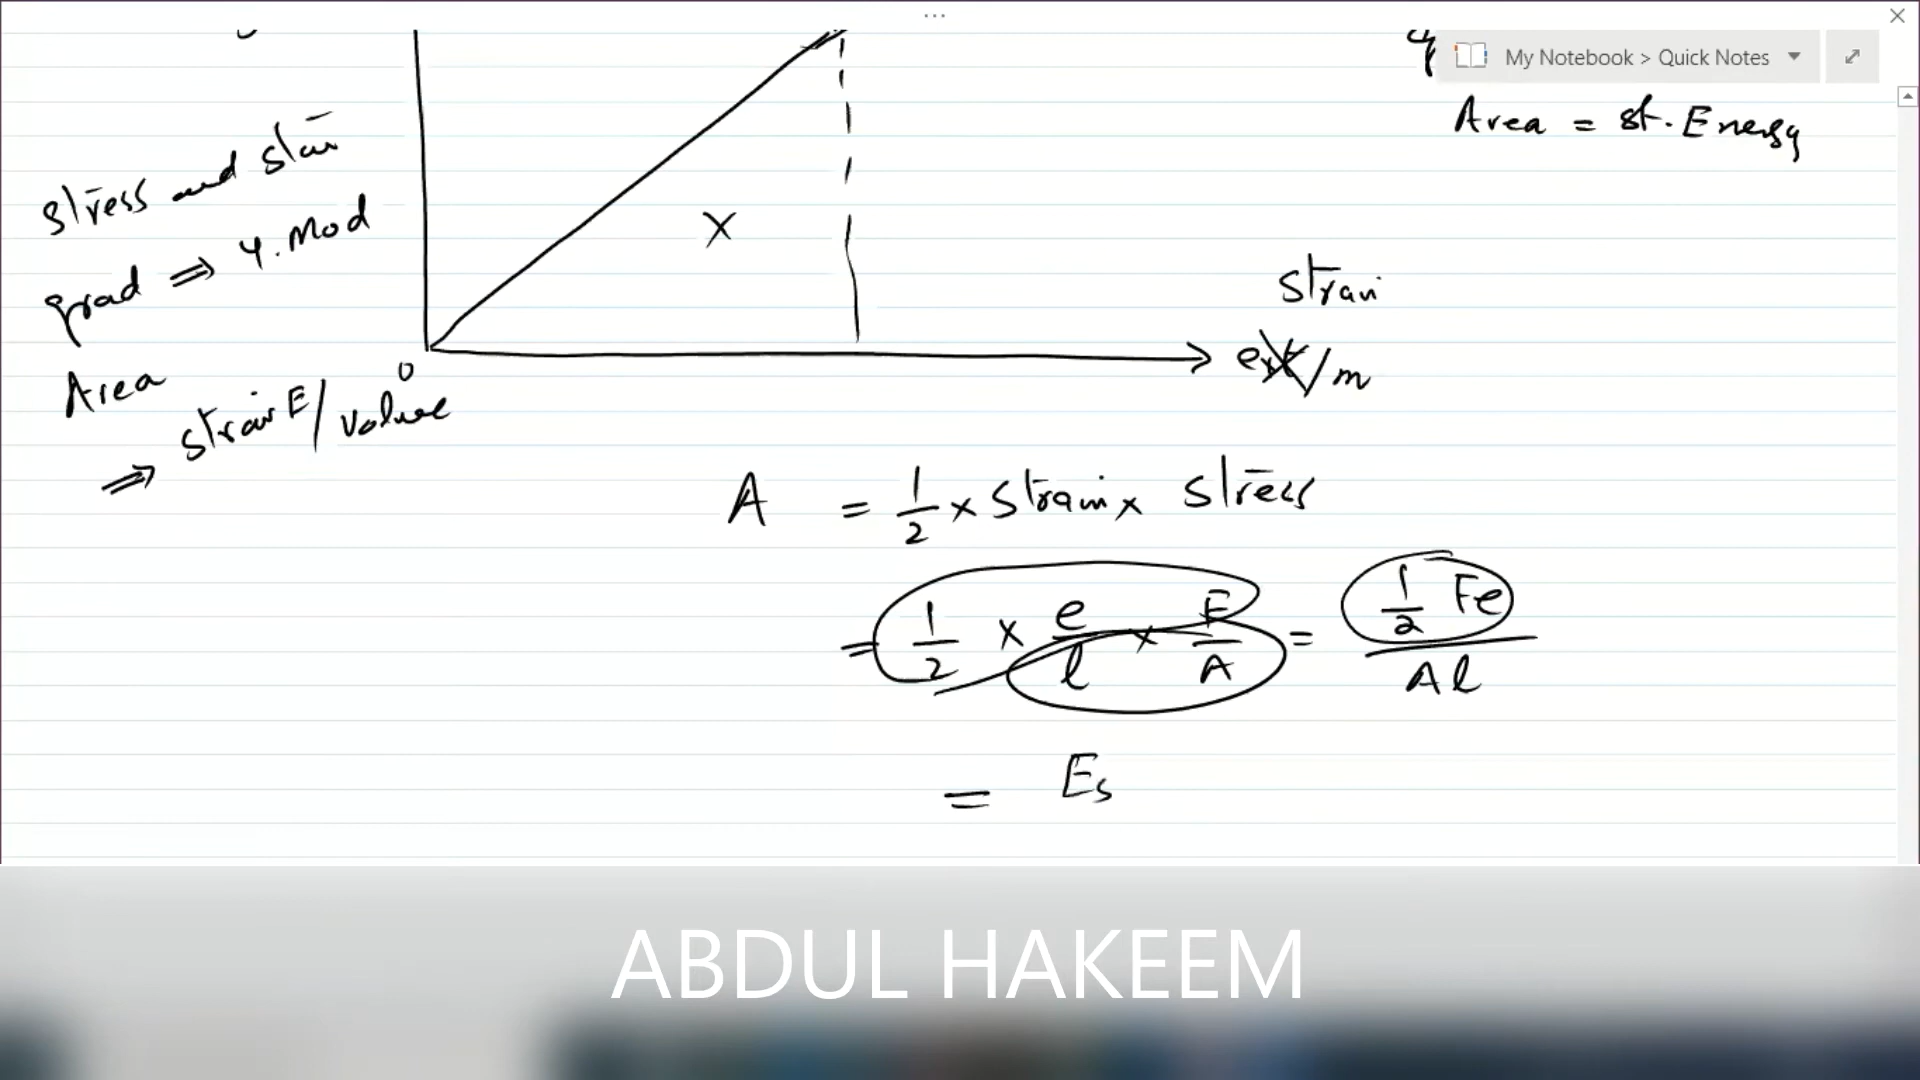 My Notebook > Quick Notes
Area = st. Energy
stress and stai
grad ⇒ Y. Mod
Area
⇒ strain E/volume
0
X
Strain
ext/m
A = 1/2 × Strain × Stress
= 1/2 × e/l × F/A = 1/2 Fe / Al
= Es
ABDUL HAKEEM